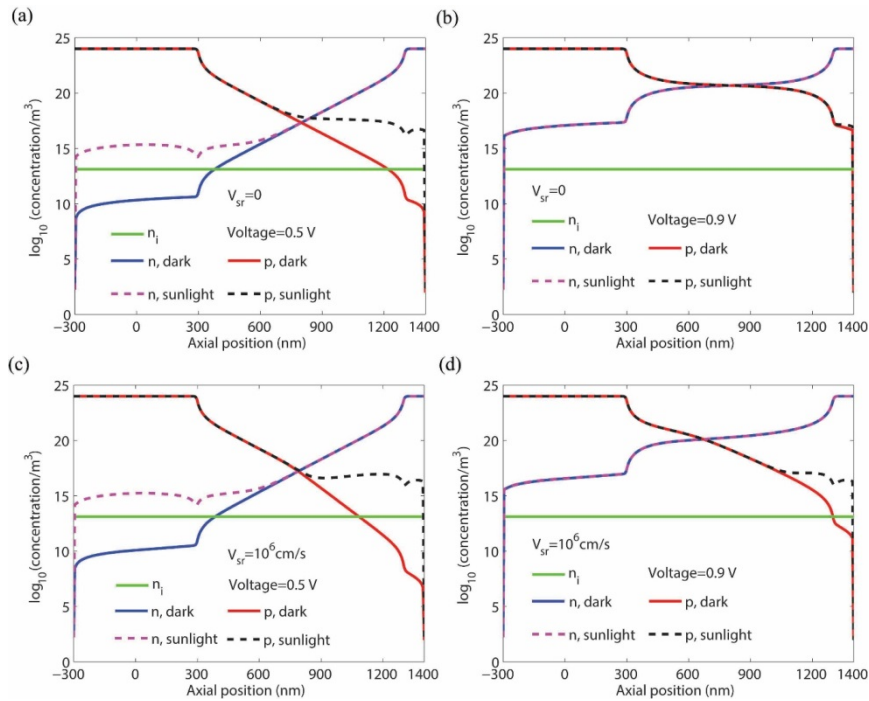 (a)
25
20
15
10
5
0
log10 (concentration/m3)
Vsr=0
ni
Voltage=0.5 V
n, dark
p, dark
n, sunlight
p, sunlight
−300 0 300 600 900 1200 1400
Axial position (nm)
(b)
25
20
15
10
5
0
log10 (concentration/m3)
Vsr=0
ni
Voltage=0.9 V
n, dark
p, dark
n, sunlight
p, sunlight
−300 0 300 600 900 1200 1400
Axial position (nm)
(c)
25
20
15
10
5
0
log10 (concentration/m3)
Vsr=10^6cm/s
ni
Voltage=0.5 V
n, dark
p, dark
n, sunlight
p, sunlight
−300 0 300 600 900 1200 1400
Axial position (nm)
(d)
25
20
15
10
5
0
log10 (concentration/m3)
Vsr=10^6cm/s
ni
Voltage=0.9 V
n, dark
p, dark
n, sunlight
p, sunlight
−300 0 300 600 900 1200 1400
Axial position (nm)